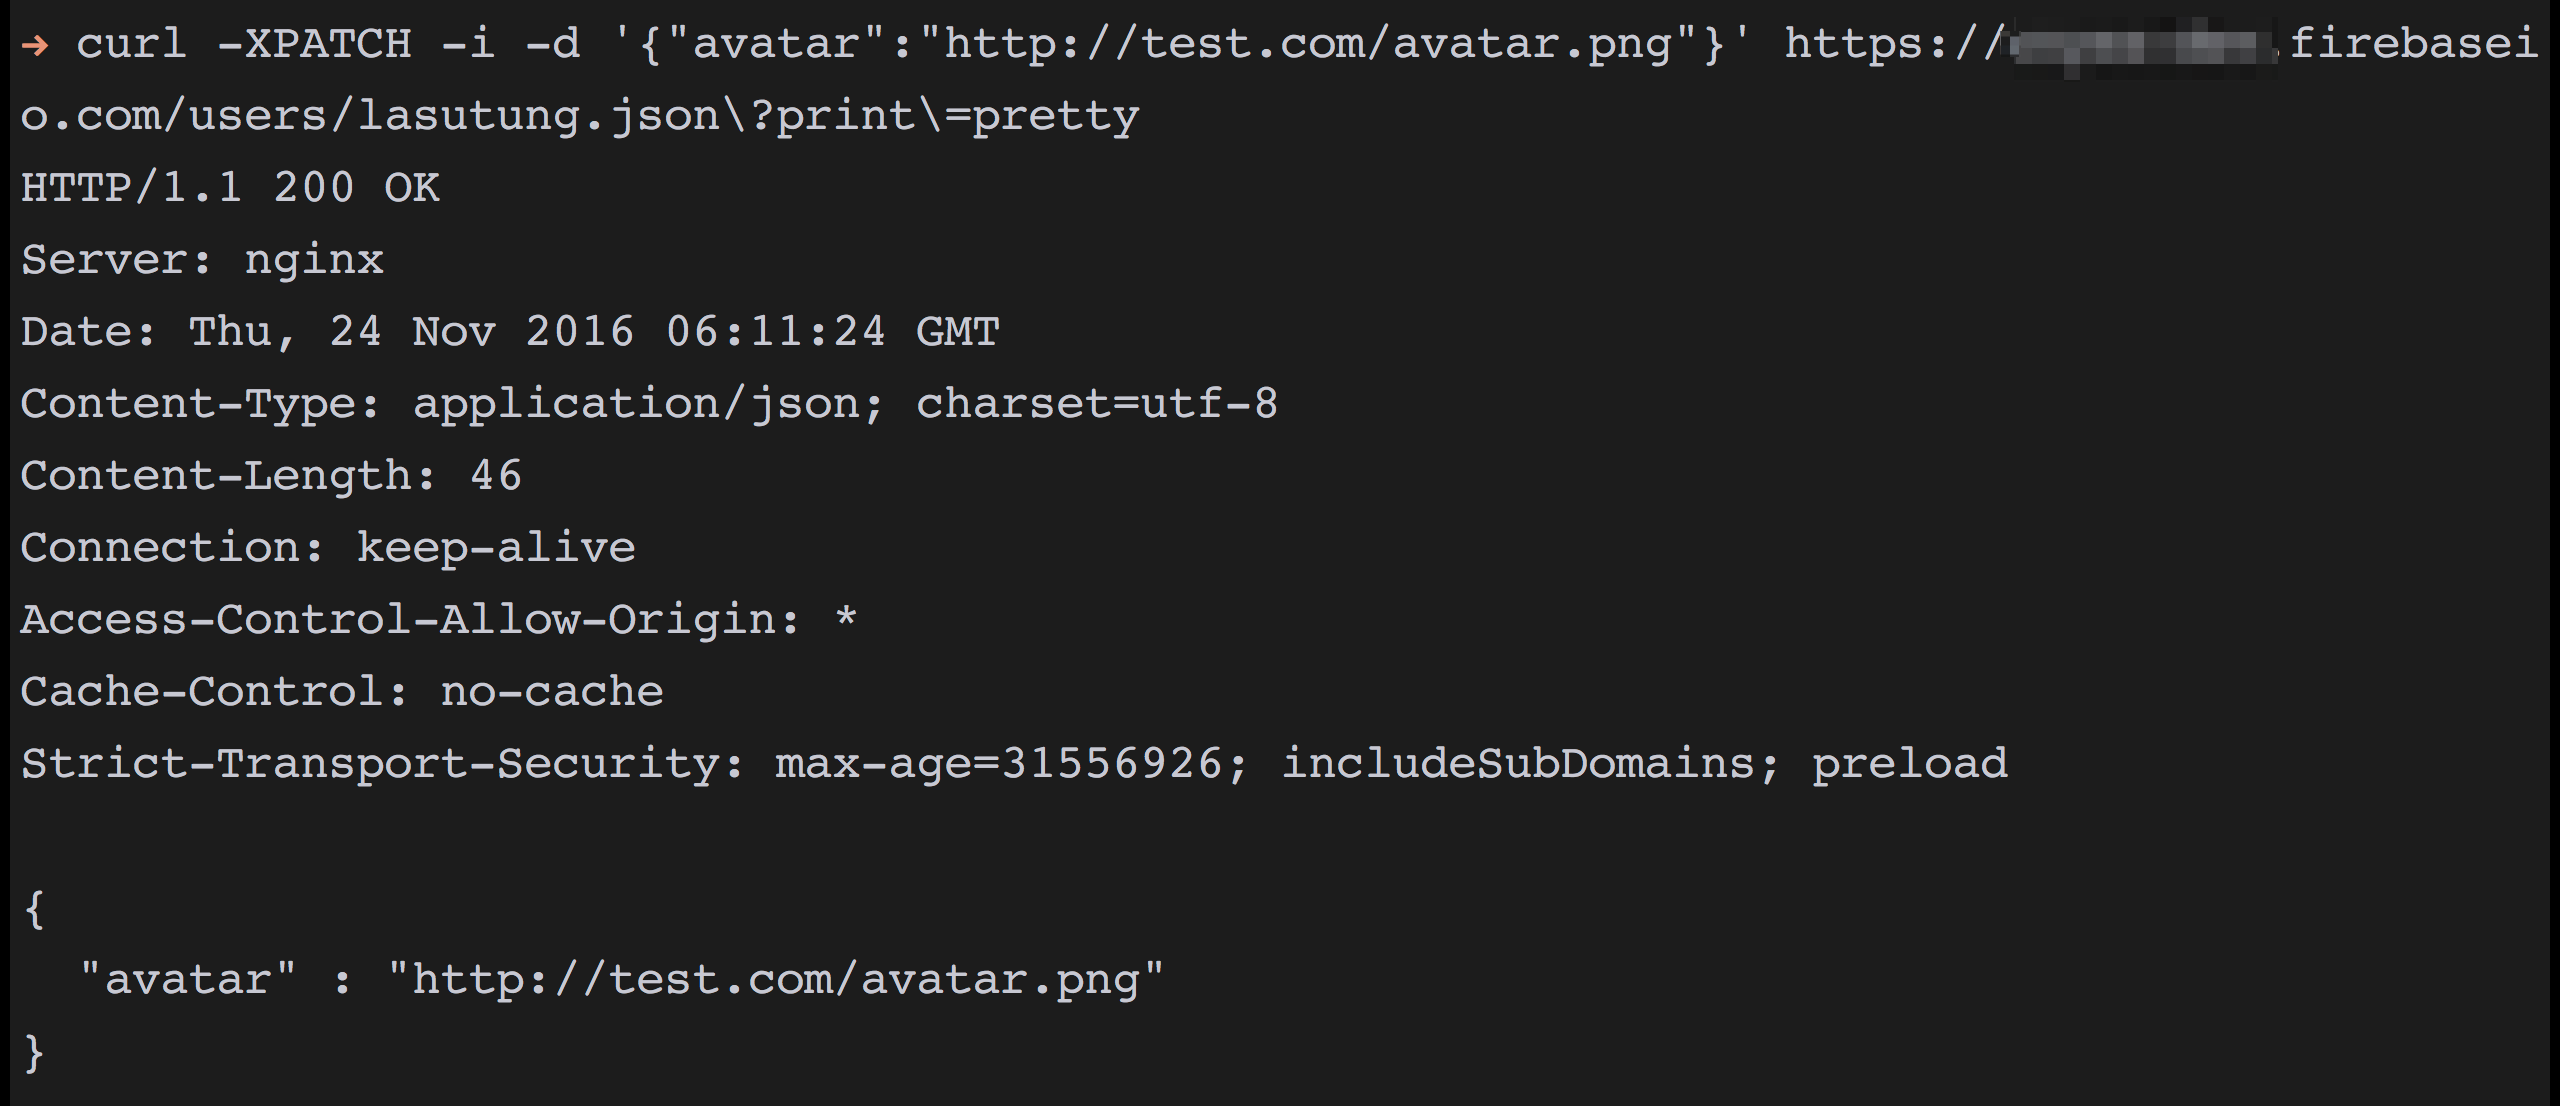 → curl -XPATCH -i -d '{"avatar":"http://test.com/avatar.png"}' https://.firebasei
o.com/users/lasutung.json\?print\=pretty
HTTP/1.1 200 OK
Server: nginx
Date: Thu, 24 Nov 2016 06:11:24 GMT
Content-Type: application/json; charset=utf-8
Content-Length: 46
Connection: keep-alive
Access-Control-Allow-Origin: *
Cache-Control: no-cache
Strict-Transport-Security: max-age=31556926; includeSubDomains; preload
{
"avatar" : "http://test.com/avatar.png"
}